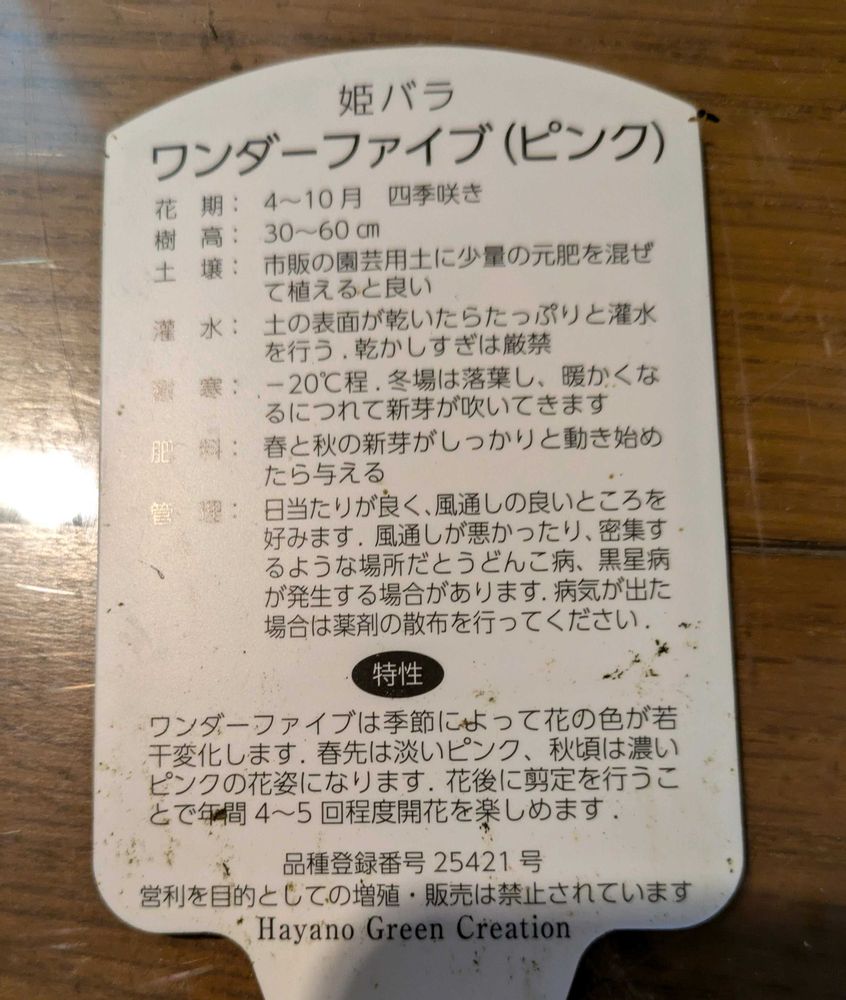 姫バラ
ワンダーファイブ(ピンク)
花期: 4〜10月 四季咲き
樹高: 30〜60㎝
土壌: 市販の園芸用土に少量の元肥を混ぜ
て植えると良い
灌水: 土の表面が乾いたらたっぷりと灌水
を行う.乾かしすぎは厳禁
耐寒: −20℃程.冬場は落葉し、暖かくな
るにつれて新芽が吹いてきます
肥料: 春と秋の新芽がしっかりと動き始め
たら与える
管理: 日当たりが良く、風通しの良いところを
好みます.風通しが悪かったり、密集す
るような場所だとうどんこ病、黒星病
が発生する場合があります.病気が出た
場合は薬剤の散布を行ってください.
特性
ワンダーファイブは季節によって花の色が若
干変化します.春先は淡いピンク、秋頃は濃い
ピンクの花姿になります.花後に剪定を行うこ
とで年間4〜5回程度開花を楽しめます.
品種登録番号25421号
営利を目的としての増殖・販売は禁止されています
Hayano Green Creation